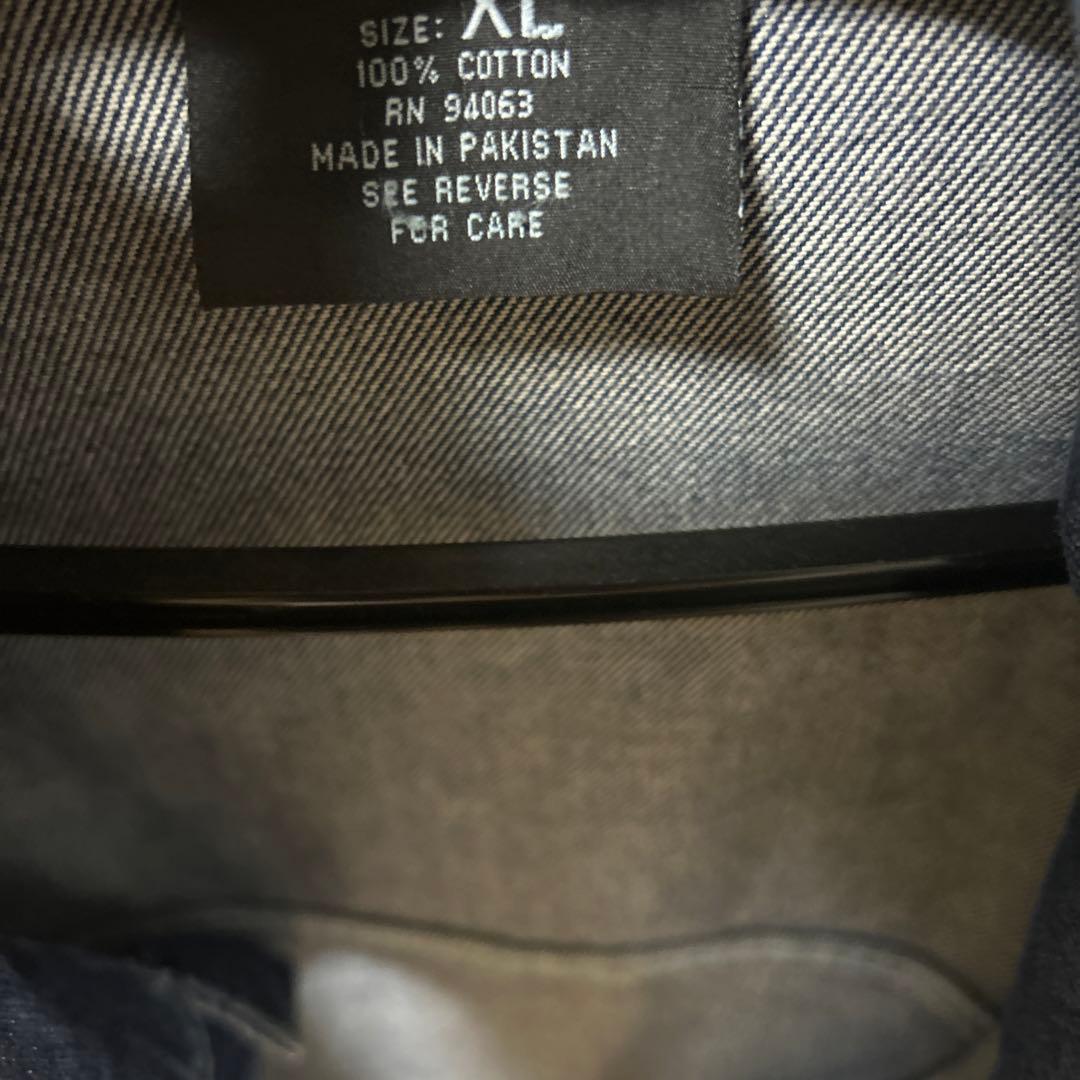 SIZE: XL
100% COTTON
RN 94063
MADE IN PAKISTAN
SEE REVERSE
FOR CARE